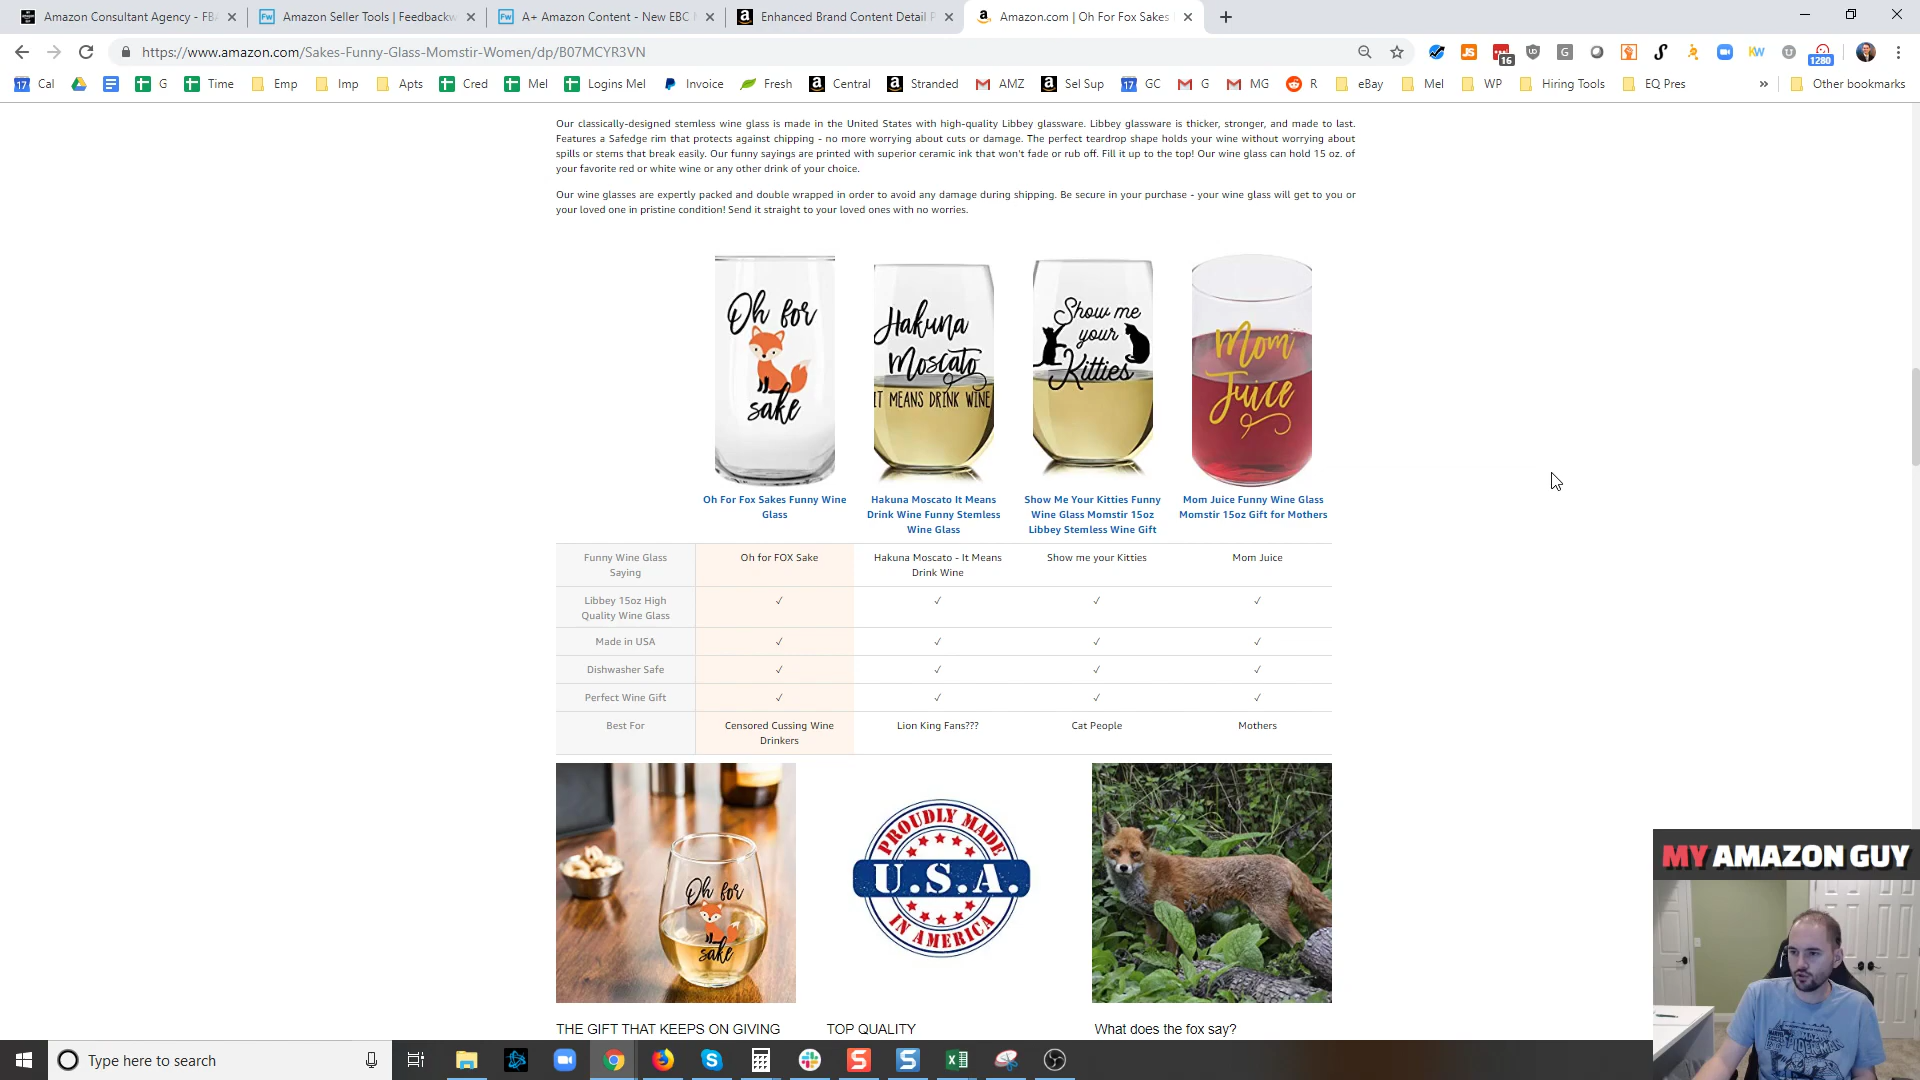 Amazon Consultant Agency - FBA
Amazon Seller Tools | Feedbackw
A+ Amazon Content - New EBC
Enhanced Brand Content Detail P
Amazon.com | Oh For Fox Sakes
https://www.amazon.com/Sakes-Funny-Glass-Momstir-Women/dp/B07MCYR3VN
JS 16 G KW 1280
17 Cal G Time Emp Imp Apts Cred Mel Logins Mel Invoice Fresh Central Stranded AMZ Sel Sup 17 GC G MG R eBay Mel WP Hiring Tools EQ Pres » Other bookmarks
Our classically-designed stemless wine glass is made in the United States with high-quality Libbey glassware. Libbey glassware is thicker, stronger, and made to last.
Features a Safedge rim that protects against chipping - no more worrying about cuts or damage. The perfect teardrop shape holds your wine without worrying about
spills or stems that break easily. Our funny sayings are printed with superior ceramic ink that won't fade or rub off. Fill it up to the top! Our wine glass can hold 15 oz. of
your favorite red or white wine or any other drink of your choice.
Our wine glasses are expertly packed and double wrapped in order to avoid any damage during shipping. Be secure in your purchase - your wine glass will get to you or
your loved one in pristine condition! Send it straight to your loved ones with no worries.
Oh for
sake
Hakuna
Moscato
IT MEANS DRINK WINE
Show me
your
Kitties
Mom
Juice
Oh For Fox Sakes Funny Wine
Glass
Hakuna Moscato It Means
Drink Wine Funny Stemless
Wine Glass
Show Me Your Kitties Funny
Wine Glass Momstir 15oz
Libbey Stemless Wine Gift
Mom Juice Funny Wine Glass
Momstir 15oz Gift for Mothers
Funny Wine Glass
Saying
Oh for FOX Sake
Hakuna Moscato - It Means
Drink Wine
Show me your Kitties
Mom Juice
Libbey 15oz High
Quality Wine Glass
✓ ✓ ✓ ✓
Made in USA ✓ ✓ ✓ ✓
Dishwasher Safe ✓ ✓ ✓ ✓
Perfect Wine Gift ✓ ✓ ✓ ✓
Best For
Censored Cussing Wine
Drinkers
Lion King Fans???
Cat People
Mothers
Oh for
sake
PROUDLY MADE
U.S.A.
IN AMERICA
MY AMAZON GUY
THE GIFT THAT KEEPS ON GIVING
TOP QUALITY
What does the fox say?
SPIDER-MAN
Type here to search